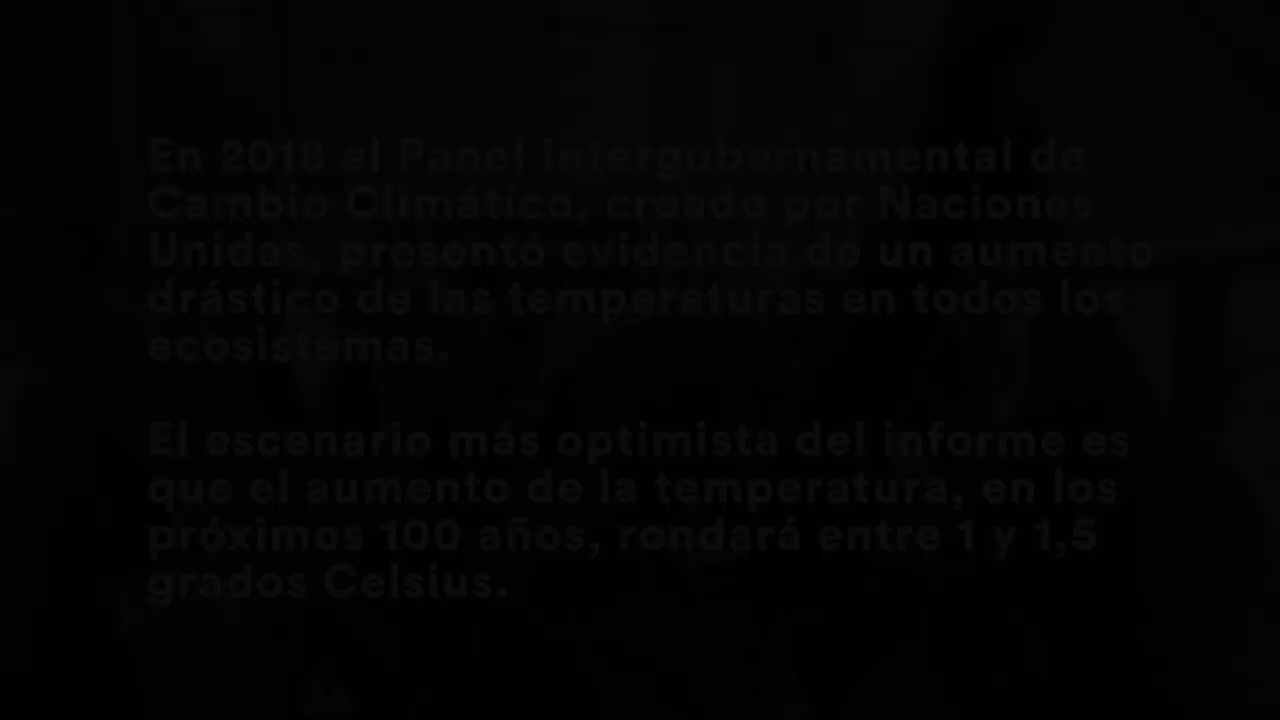 En 2018 el Panel Intergubernamental de
Cambio Climático, creado por Naciones
Unidas, presentó evidencia de un aumento
drástico de las temperaturas en todos los
ecosistemas.
El escenario más optimista del informe es
que el aumento de la temperatura, en los
próximos 100 años, rondará entre 1 y 1,5
grados Celsius.